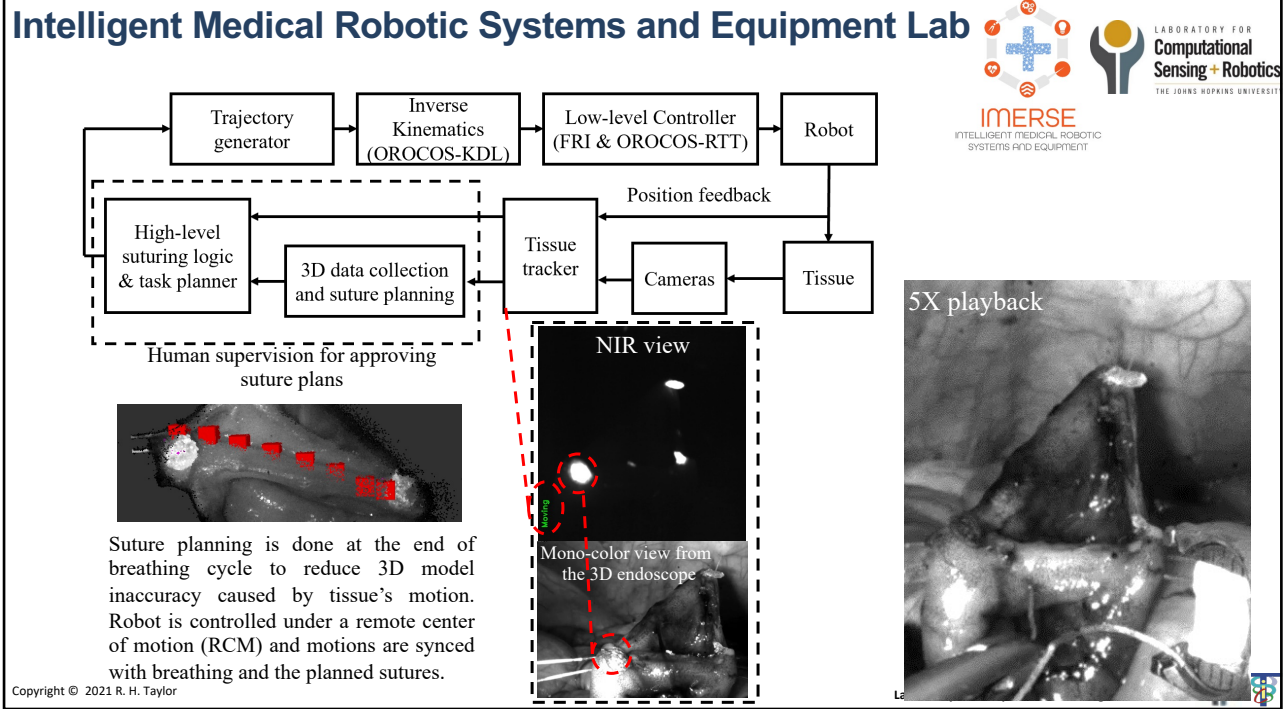 Intelligent Medical Robotic Systems and Equipment Lab
IMERSE
INTELLIGENT MEDICAL ROBOTIC
SYSTEMS AND EQUIPMENT
LABORATORY FOR
Computational
Sensing + Robotics
THE JOHNS HOPKINS UNIVERSIT
Trajectory
generator
Inverse
Kinematics
(OROCOS-KDL)
Low-level Controller
(FRI & OROCOS-RTT)
Robot
Position feedback
High-level
suturing logic
& task planner
3D data collection
and suture planning
Tissue
tracker
Cameras
Tissue
Human supervision for approving
suture plans
NIR view
Moving
Mono-color view from
the 3D endoscope
5X playback
Suture planning is done at the end of
breathing cycle to reduce 3D model
inaccuracy caused by tissue's motion.
Robot is controlled under a remote center
of motion (RCM) and motions are synced
with breathing and the planned sutures.
Copyright © 2021 R. H. Taylor
La